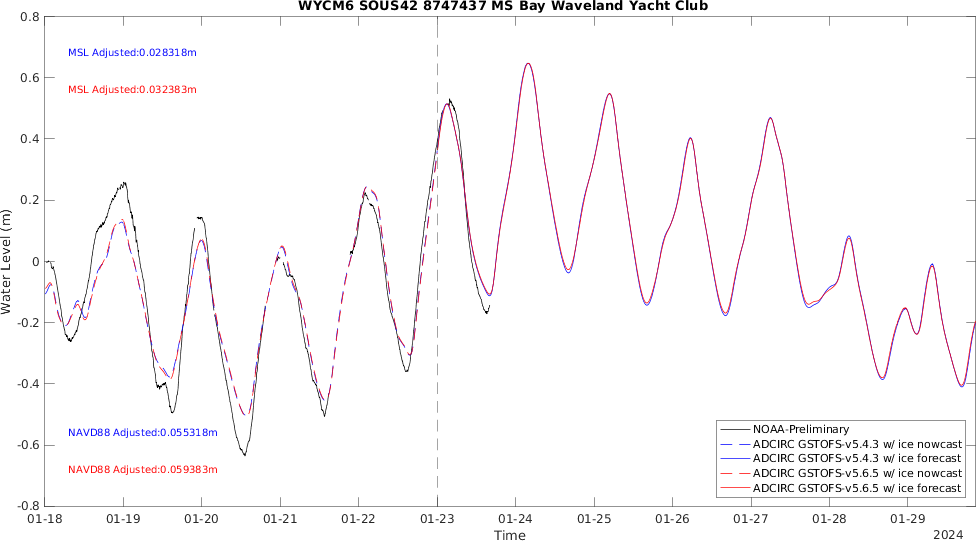 WYCM6 SOUS42 8747437 MS Bay Waveland Yacht Club
0.8
MSL Adjusted:0.028318m
0.6
MSL Adjusted:0.032383m
0.4
0.2
0
-0.2
-0.4
-0.6
-0.8
Water Level (m)
NAVD88 Adjusted:0.055318m
NAVD88 Adjusted:0.059383m
NOAA-Preliminary
ADCIRC GSTOFS-v5.4.3 w/ ice nowcast
ADCIRC GSTOFS-v5.4.3 w/ ice forecast
ADCIRC GSTOFS-v5.6.5 w/ ice nowcast
ADCIRC GSTOFS-v5.6.5 w/ ice forecast
01-18 01-19 01-20 01-21 01-22 01-23 01-24 01-25 01-26 01-27 01-28 01-29
Time
2024